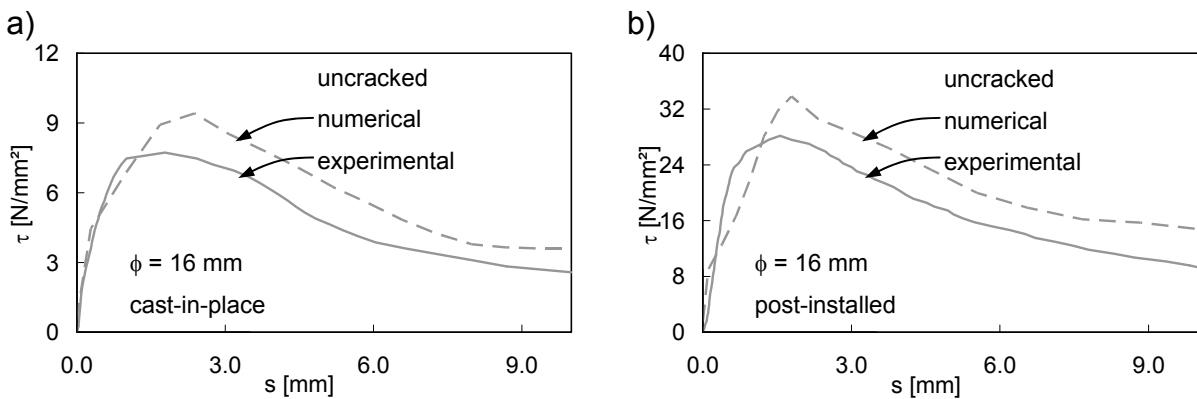 a)
12
9
6
3
0
τ [N/mm²]
uncracked
numerical
experimental
ϕ = 16 mm
cast-in-place
0.0 3.0 6.0 9.0
s [mm]
b)
40
32
24
16
8
0
τ [N/mm²]
uncracked
numerical
experimental
ϕ = 16 mm
post-installed
0.0 3.0 6.0 9.0
s [mm]